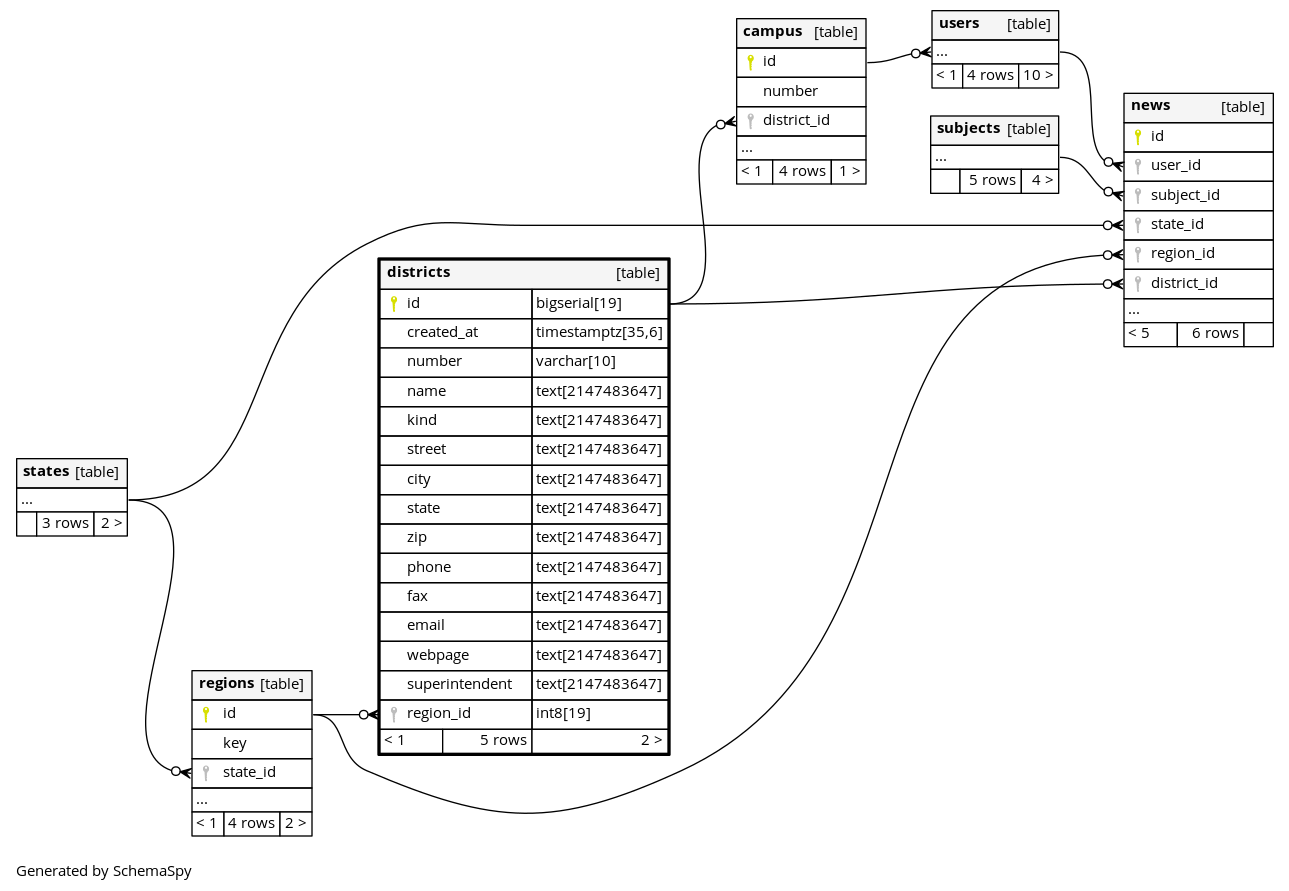 campus [table]
id
number
district_id
...
< 1 4 rows 1 >
users [table]
...
< 1 4 rows 10 >
subjects [table]
...
5 rows 4 >
news [table]
id
user_id
subject_id
state_id
region_id
district_id
...
< 5 6 rows
districts [table]
id bigserial[19]
created_at timestamptz[35,6]
number varchar[10]
name text[2147483647]
kind text[2147483647]
street text[2147483647]
city text[2147483647]
state text[2147483647]
zip text[2147483647]
phone text[2147483647]
fax text[2147483647]
email text[2147483647]
webpage text[2147483647]
superintendent text[2147483647]
region_id int8[19]
< 1 5 rows 2 >
states [table]
...
3 rows 2 >
regions [table]
id
key
state_id
...
< 1 4 rows 2 >
Generated by SchemaSpy